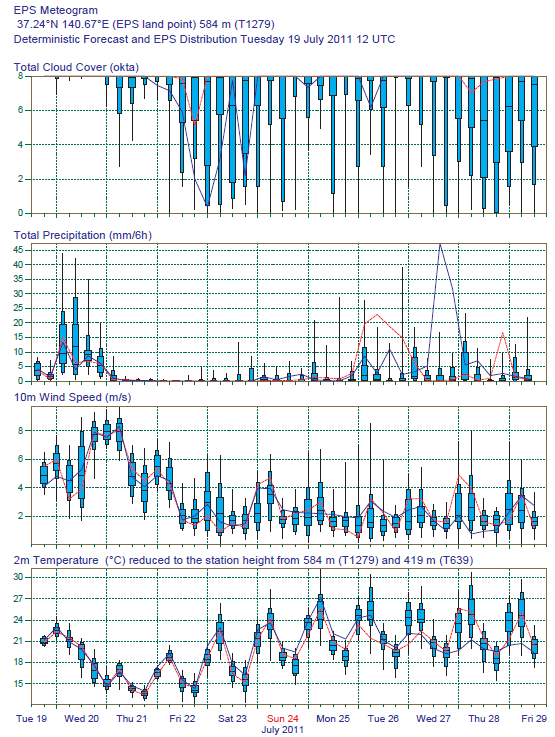 EPS Meteogram
37.24°N 140.67°E (EPS land point) 584 m (T1279)
Deterministic Forecast and EPS Distribution Tuesday 19 July 2011 12 UTC
Total Cloud Cover (okta)
8
6
4
2
0
Total Precipitation (mm/6h)
45
40
35
30
25
20
15
10
5
0
10m Wind Speed (m/s)
8
6
4
2
2m Temperature (°C) reduced to the station height from 584 m (T1279) and 419 m (T639)
30
27
24
21
18
15
Tue 19 Wed 20 Thu 21 Fri 22 Sat 23 Sun 24 Mon 25 Tue 26 Wed 27 Thu 28 Fri 29
July 2011